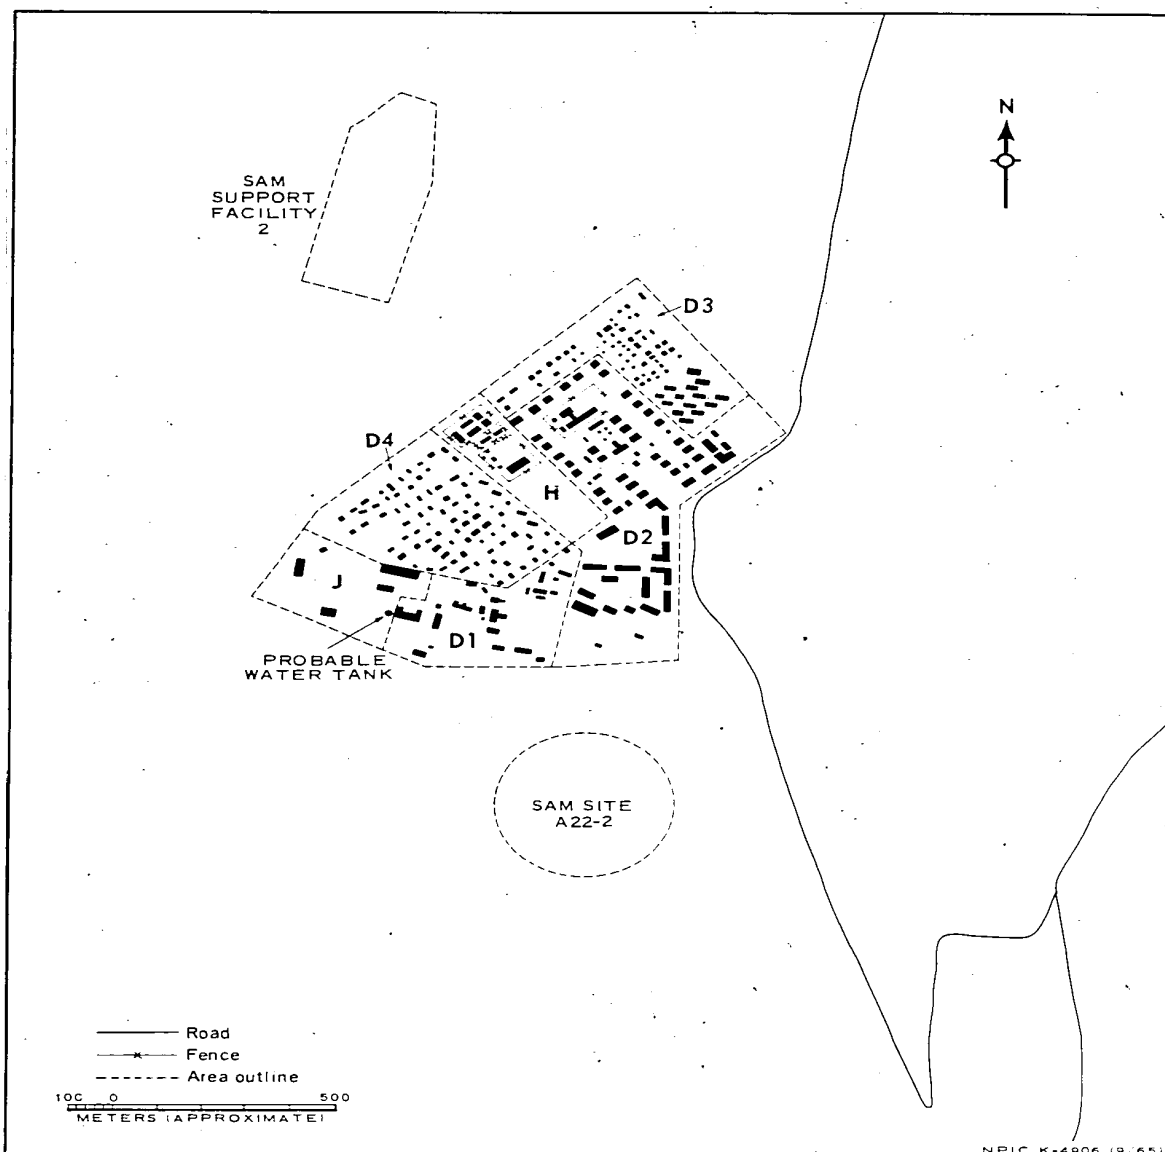 N
SAM
SUPPORT
FACILITY
2
D3
D4
H
D2
J
D1
PROBABLE
WATER TANK
SAM SITE
A22-2
Road
Fence
Area outline
100 0 500
METERS (APPROXIMATE)
NPIC K-4906 (9/65)